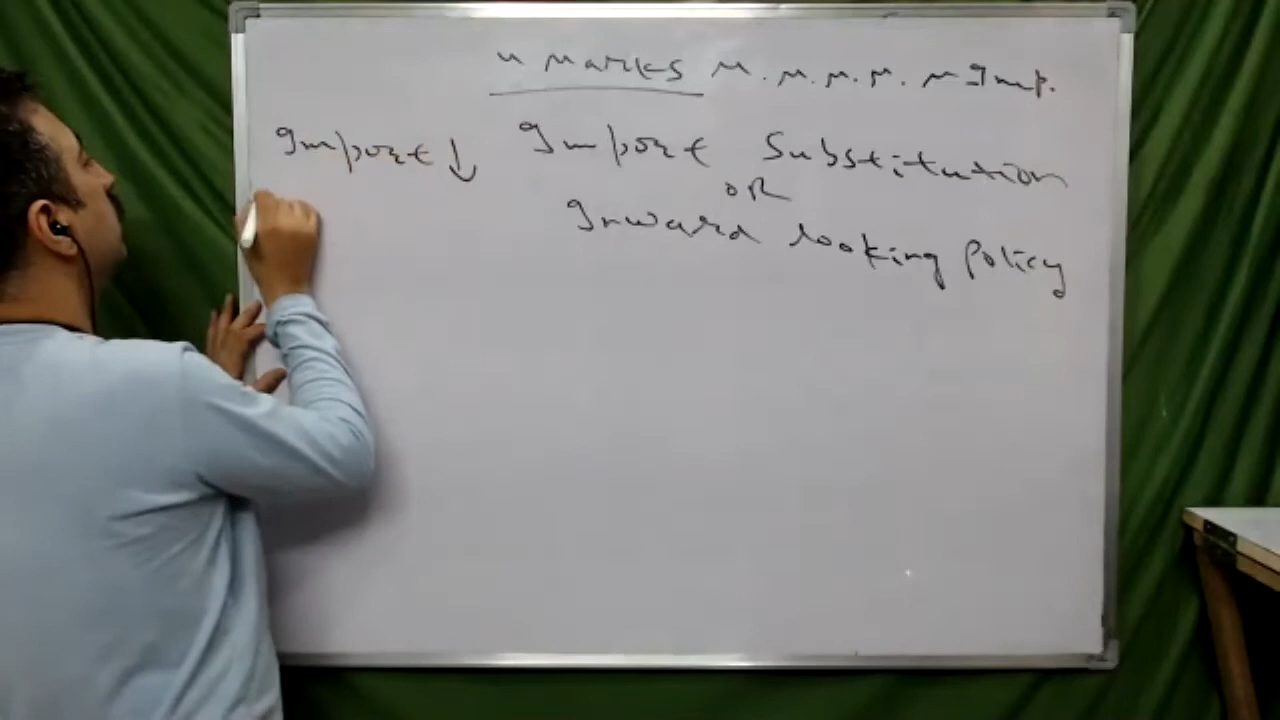 4 Marks M. M. M. M. M Imp.
Import ↓
Import Substitution
OR
Inward looking Policy